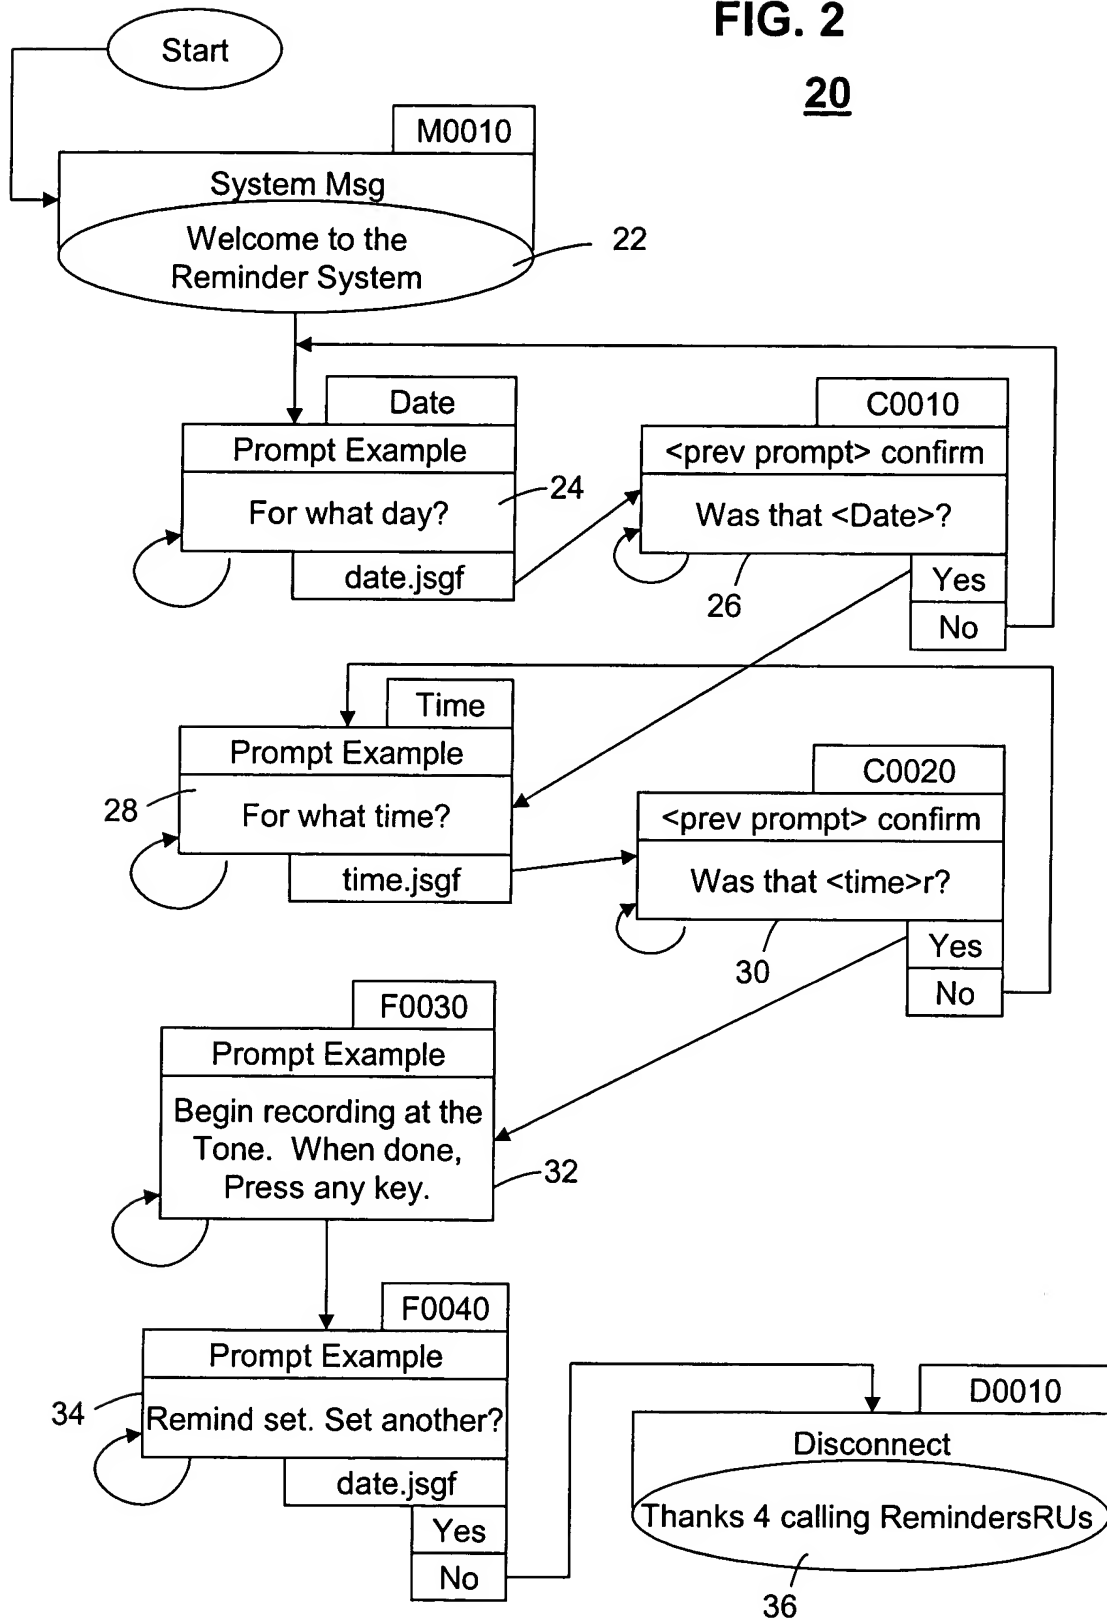 FIG. 2
20
Start
M0010
System Msg
Welcome to the
Reminder System
22
Date
Prompt Example
For what day?
24
date.jsgf
C0010
<prev prompt> confirm
Was that <Date>?
26
Yes
No
Time
Prompt Example
28
For what time?
time.jsgf
C0020
<prev prompt> confirm
Was that <time>r?
30
Yes
No
F0030
Prompt Example
Begin recording at the
Tone. When done,
Press any key.
32
F0040
Prompt Example
34
Remind set. Set another?
date.jsgf
Yes
No
D0010
Disconnect
Thanks 4 calling RemindersRUs
36